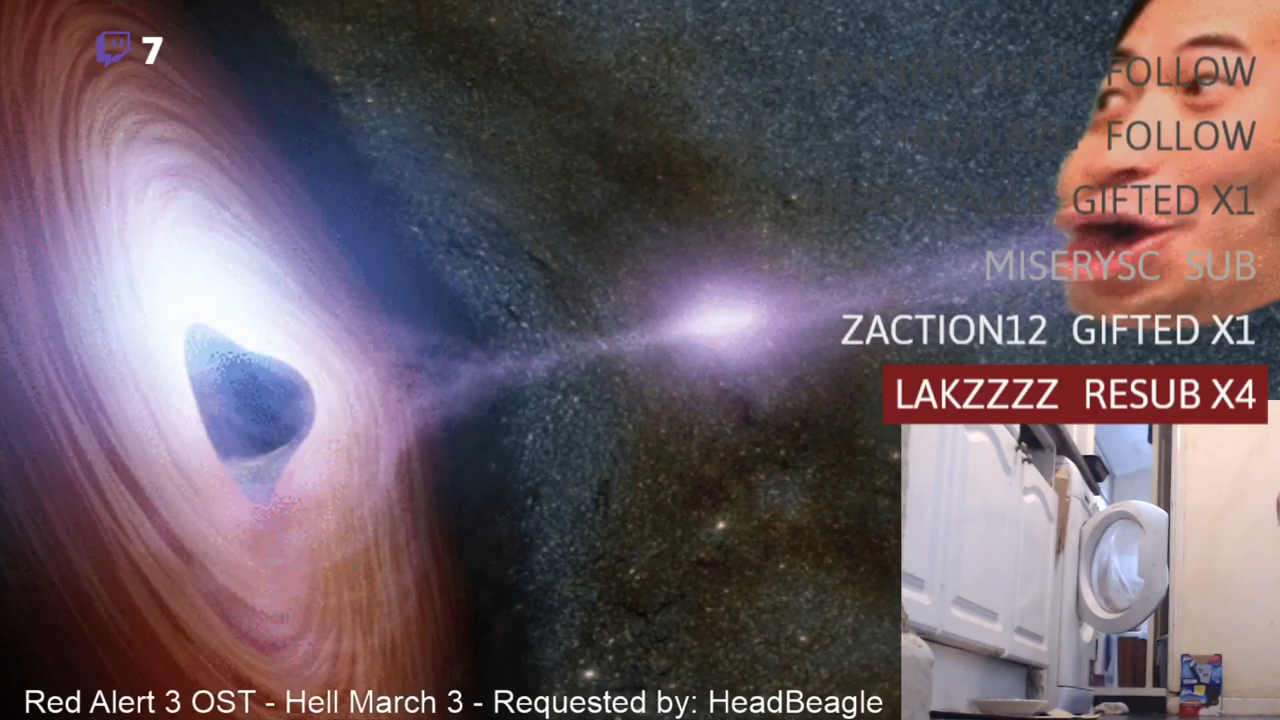 7
FOLLOW
FOLLOW
GIFTED X1
MISERYSC SUB
ZACTION12 GIFTED X1
LAKZZZZ RESUB X4
Red Alert 3 OST - Hell March 3 - Requested by: HeadBeagle